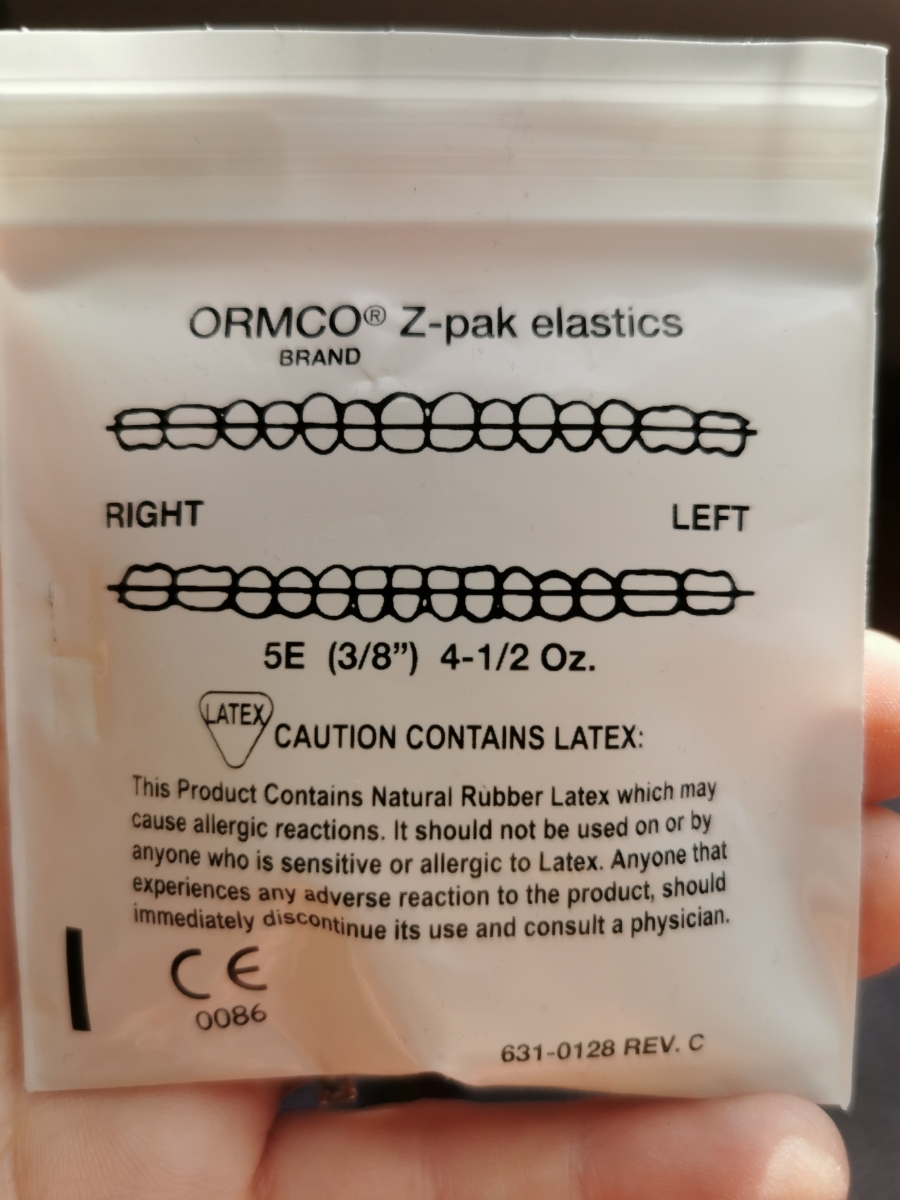 ORMCO® Z-pak elastics
BRAND
RIGHT LEFT
5E (3/8”) 4-1/2 Oz.
LATEX
CAUTION CONTAINS LATEX:
This Product Contains Natural Rubber Latex which may
cause allergic reactions. It should not be used on or by
anyone who is sensitive or allergic to Latex. Anyone that
experiences any adverse reaction to the product, should
immediately discontinue its use and consult a physician.
CE
0086
631-0128 REV. C